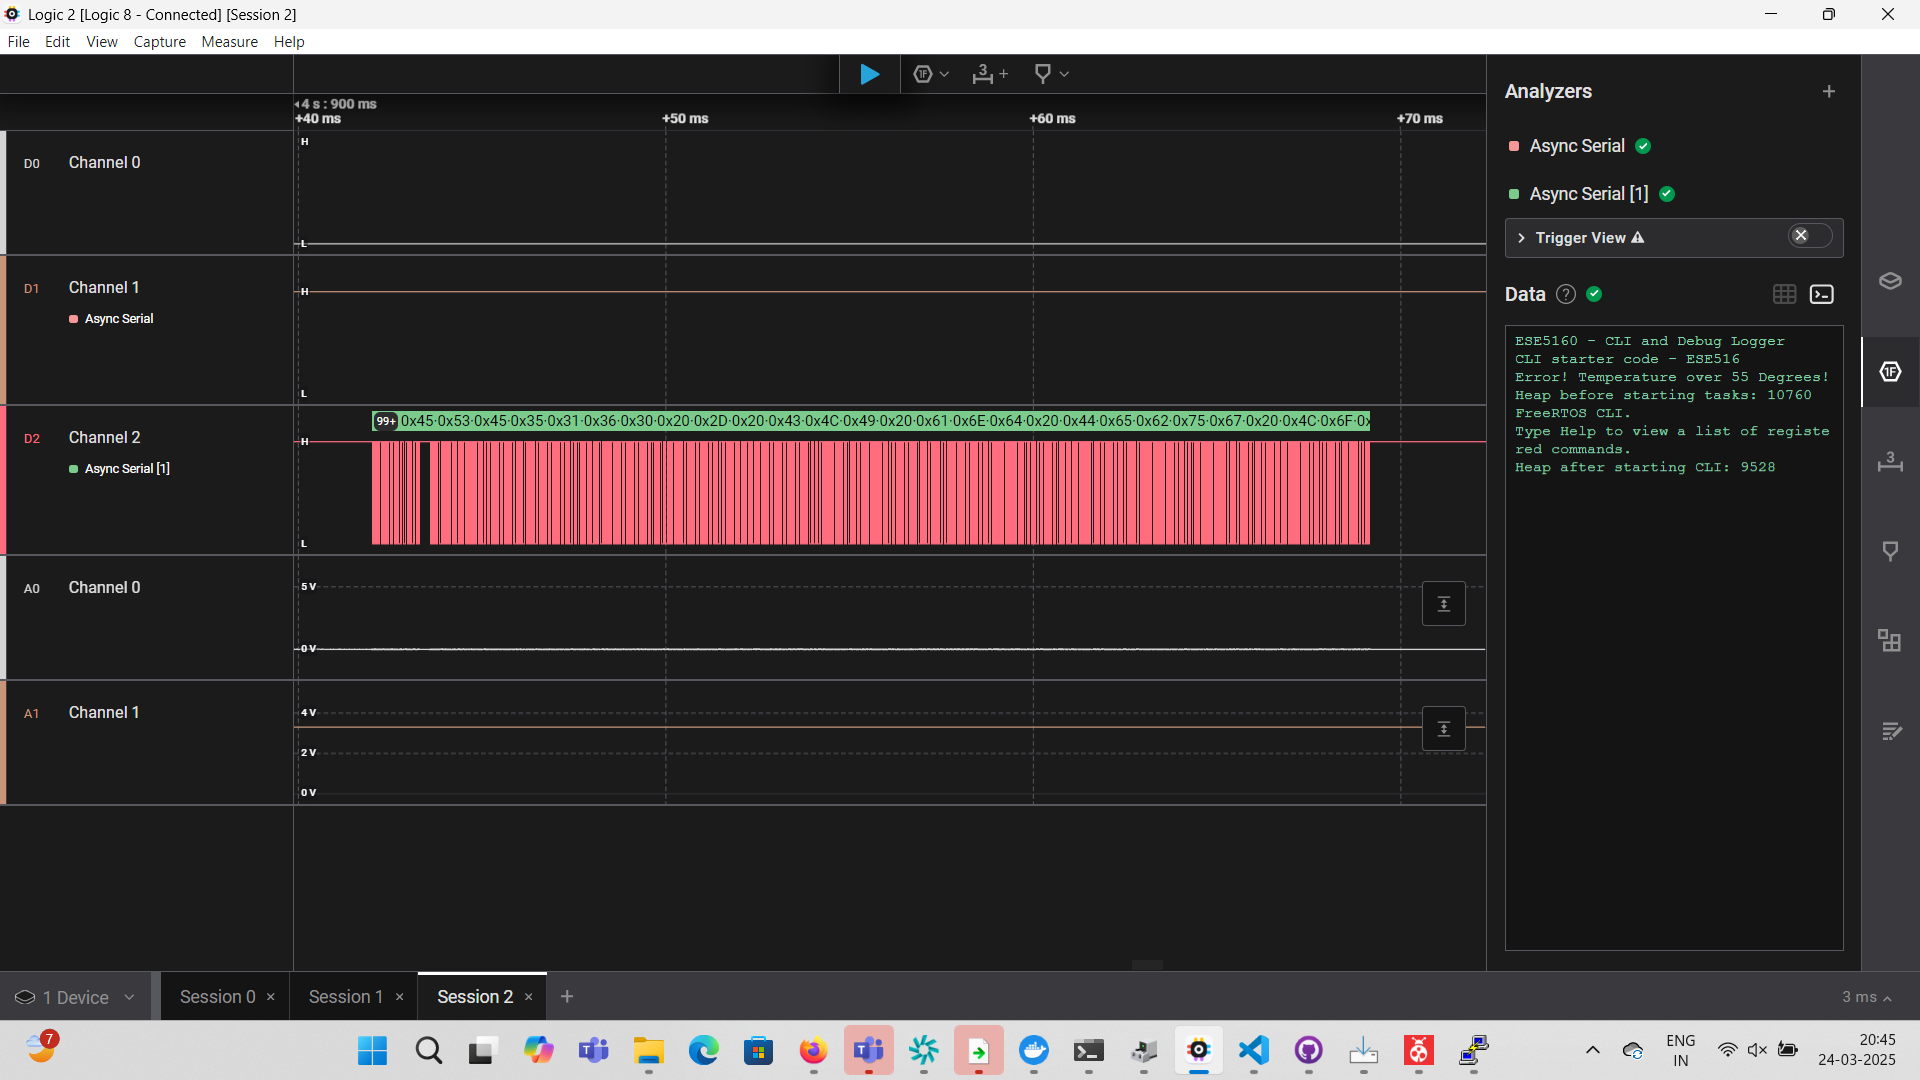 Logic 2 [Logic 8 - Connected] [Session 2]
File Edit View Capture Measure Help
4 s : 900 ms
+40 ms +50 ms +60 ms +70 ms
D0 Channel 0
H
L
D1 Channel 1
Async Serial
H
L
D2 Channel 2
Async Serial [1]
99+ 0x45·0x53·0x45·0x35·0x31·0x36·0x30·0x20·0x2D·0x20·0x43·0x4C·0x49·0x20·0x61·0x6E·0x64·0x20·0x44·0x65·0x62·0x75·0x67·0x20·0x4C·0x6F·0x
H
L
A0 Channel 0
5 V
0 V
A1 Channel 1
4 V
2 V
0 V
Analyzers
Async Serial
Async Serial [1]
Trigger View
Data
ESE5160 - CLI and Debug Logger
CLI starter code - ESE516
Error! Temperature over 55 Degrees!
Heap before starting tasks: 10760
FreeRTOS CLI.
Type Help to view a list of registe
red commands.
Heap after starting CLI: 9528
1F
3
1 Device Session 0 Session 1 Session 2 3 ms
7
ENG
IN
20:45
24-03-2025